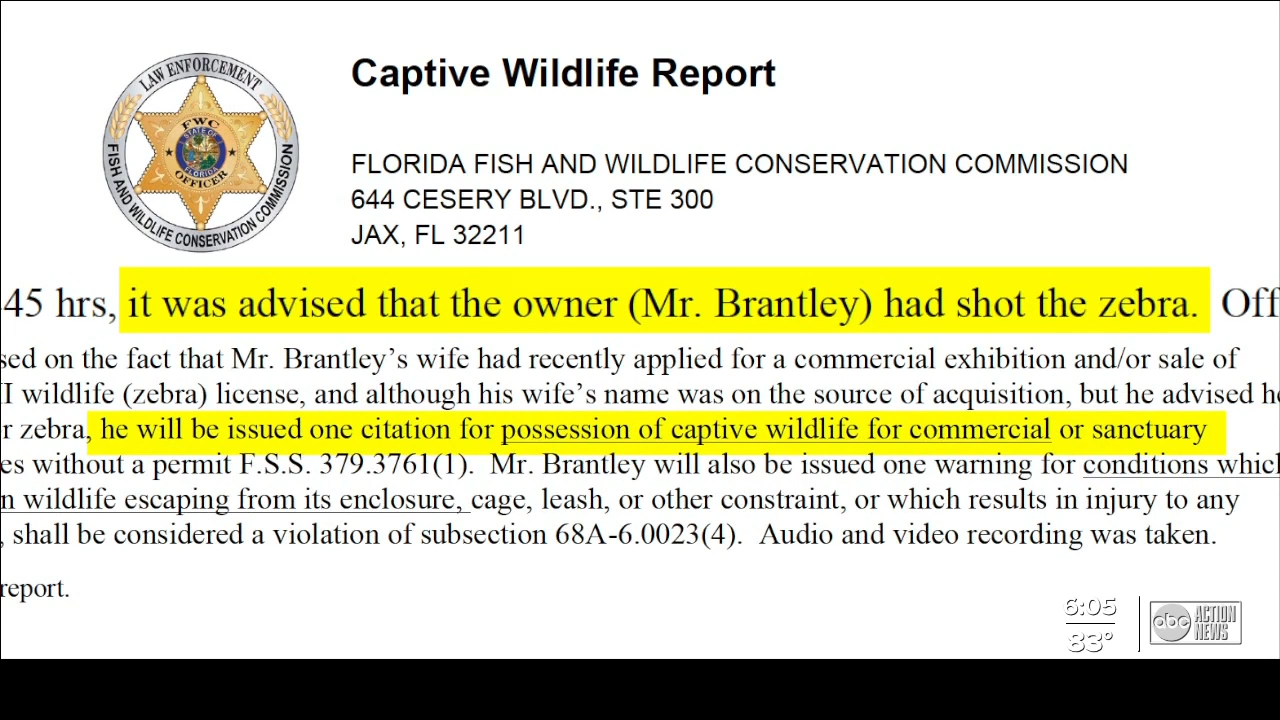 LAW ENFORCEMENT
FWC
STATE OF
FLORIDA
OFFICER
FISH AND WILDLIFE CONSERVATION COMMISSION
Captive Wildlife Report
FLORIDA FISH AND WILDLIFE CONSERVATION COMMISSION
644 CESERY BLVD., STE 300
JAX, FL 32211
45 hrs, it was advised that the owner (Mr. Brantley) had shot the zebra. Off
sed on the fact that Mr. Brantley's wife had recently applied for a commercial exhibition and/or sale of
I wildlife (zebra) license, and although his wife's name was on the source of acquisition, but he advised he
r zebra, he will be issued one citation for possession of captive wildlife for commercial or sanctuary
es without a permit F.S.S. 379.3761(1). Mr. Brantley will also be issued one warning for conditions which
n wildlife escaping from its enclosure, cage, leash, or other constraint, or which results in injury to any
, shall be considered a violation of subsection 68A-6.0023(4). Audio and video recording was taken.
report.
6:05
83°
abc ACTION NEWS